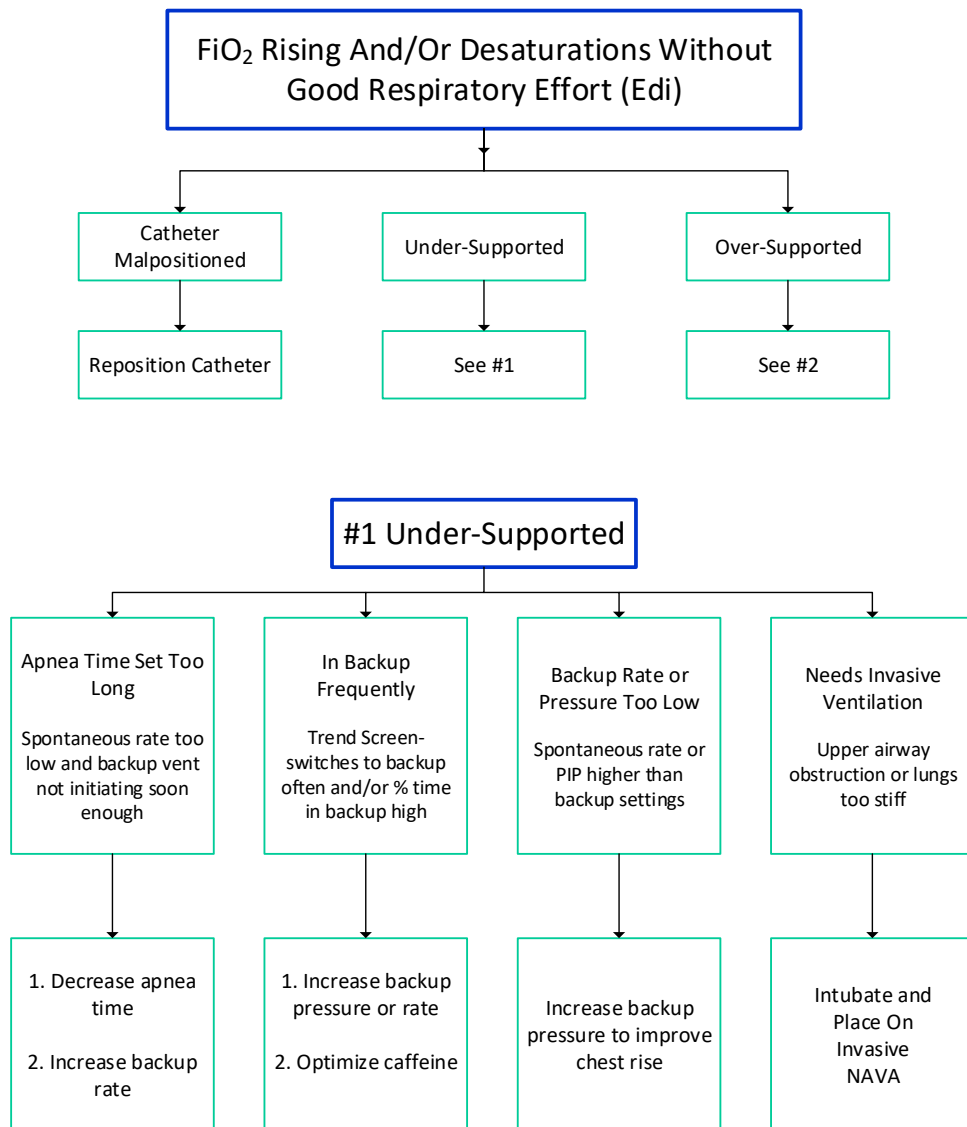 FiO₂ Rising And/Or Desaturations Without
Good Respiratory Effort (Edi)
Catheter
Malpositioned
Under-Supported
Over-Supported
Reposition Catheter
See #1
See #2
#1 Under-Supported
Apnea Time Set Too
Long
Spontaneous rate too
low and backup vent
not initiating soon
enough
In Backup
Frequently
Trend Screen-
switches to backup
often and/or % time
in backup high
Backup Rate or
Pressure Too Low
Spontaneous rate or
PIP higher than
backup settings
Needs Invasive
Ventilation
Upper airway
obstruction or lungs
too stiff
1. Decrease apnea
time
2. Increase backup
rate
1. Increase backup
pressure or rate
2. Optimize caffeine
Increase backup
pressure to improve
chest rise
Intubate and
Place On
Invasive
NAVA